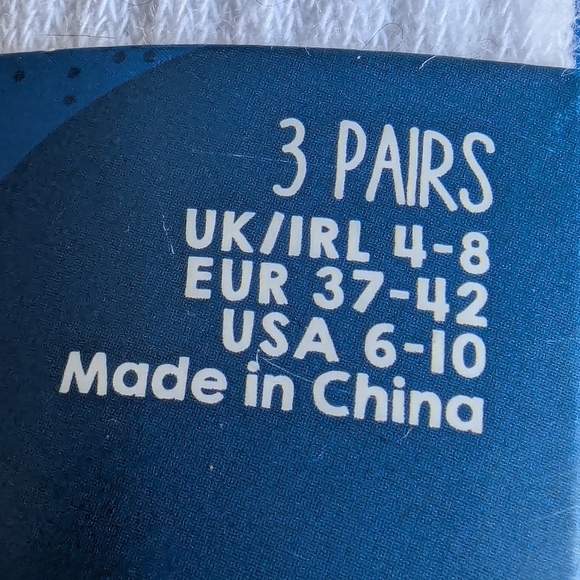 3 PAIRS
UK/IRL 4-8
EUR 37-42
USA 6-10
Made in China